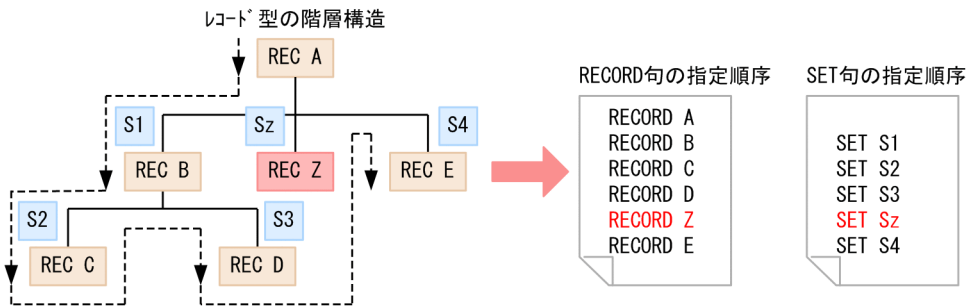 ﾚｺｰﾄﾞ型の階層構造
REC A
S1
Sz
S4
REC B
REC Z
REC E
S2
S3
REC C
REC D
RECORD句の指定順序
RECORD A
RECORD B
RECORD C
RECORD D
RECORD Z
RECORD E
SET句の指定順序
SET S1
SET S2
SET S3
SET Sz
SET S4